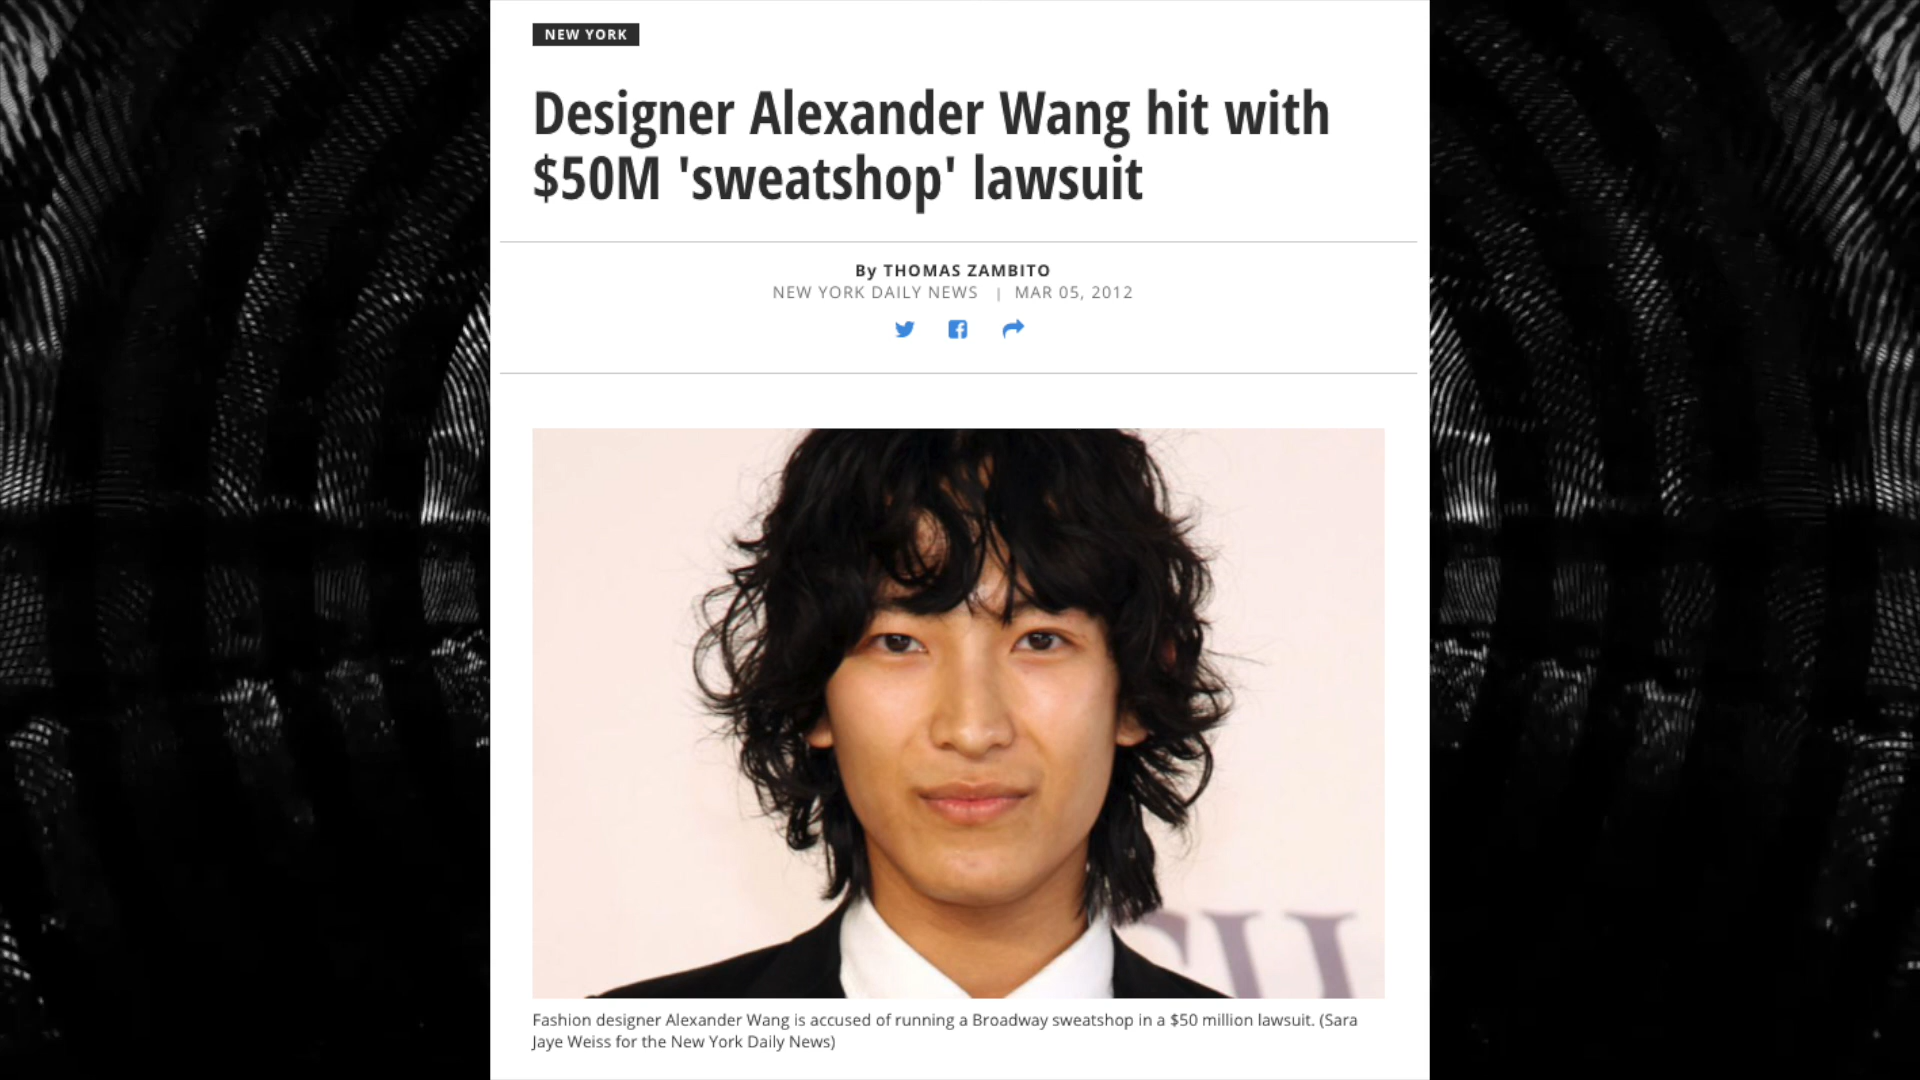 NEW YORK
Designer Alexander Wang hit with
$50M 'sweatshop' lawsuit
By THOMAS ZAMBITO
NEW YORK DAILY NEWS | MAR 05, 2012
Fashion designer Alexander Wang is accused of running a Broadway sweatshop in a $50 million lawsuit. (Sara
Jaye Weiss for the New York Daily News)